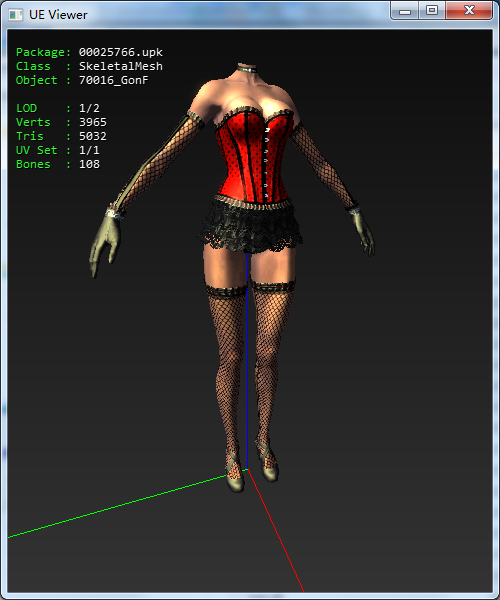 UE Viewer
Package: 00025766.upk
Class  : SkeletalMesh
Object : 70016_GonF
LOD    : 1/2
Verts  : 3965
Tris   : 5032
UV Set : 1/1
Bones  : 108